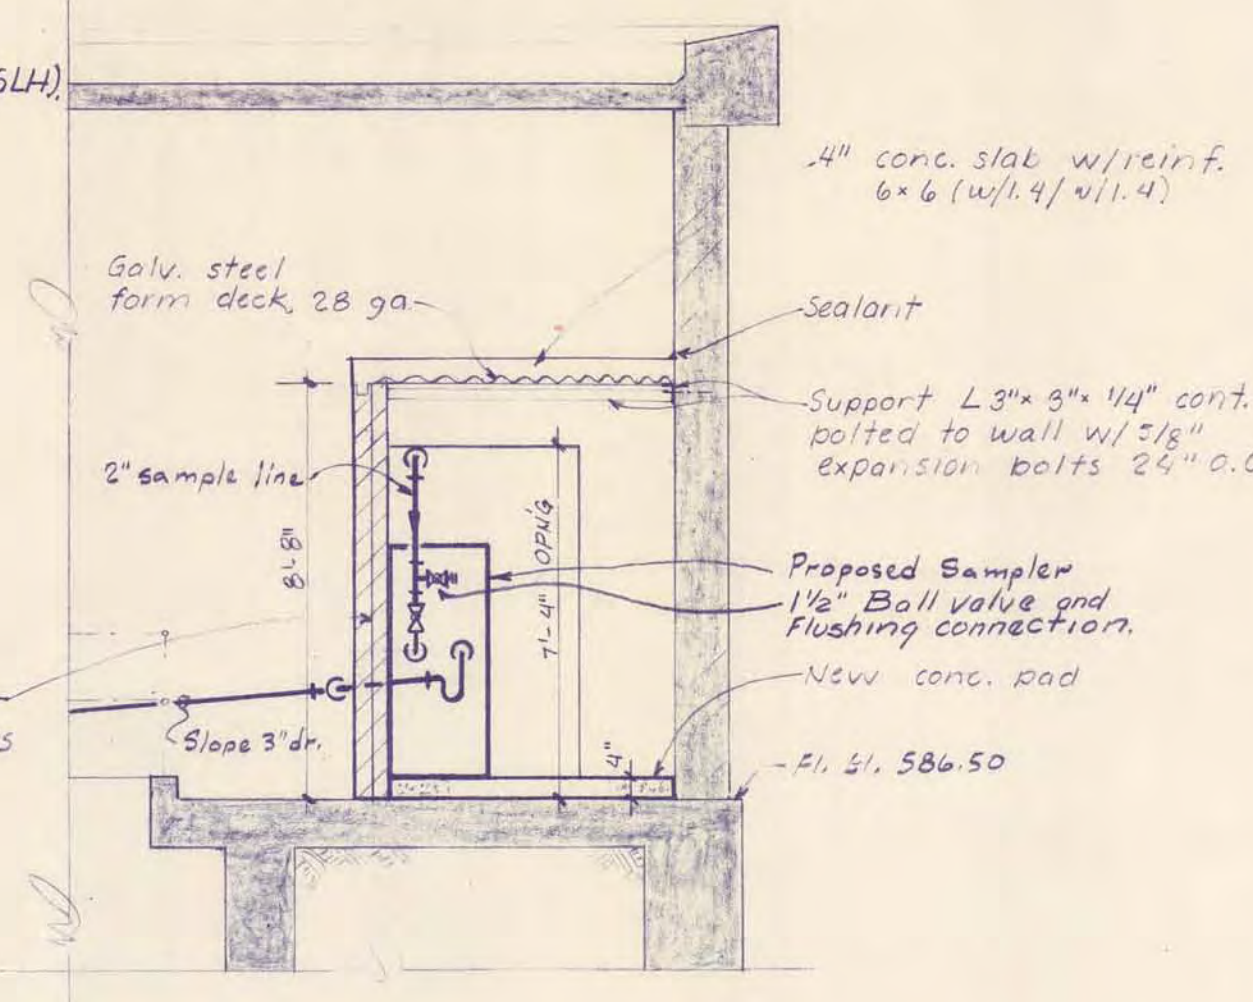 SLH).
4" conc. slab w/reinf.
6×6 (w/1.4/w/1.4)
Galv. steel
form deck, 28 ga.
Sealant
Support L 3"× 3"× 1/4" cont.
bolted to wall w/ 5/8"
expansion bolts 24" O.C
2" sample line
8'-8"
7'-4" OPN'G
Proposed Sampler
1½" Ball valve and
Flushing connection.
New conc. pad
s
Slope 3" dr.
4"
Fl. El. 586.50